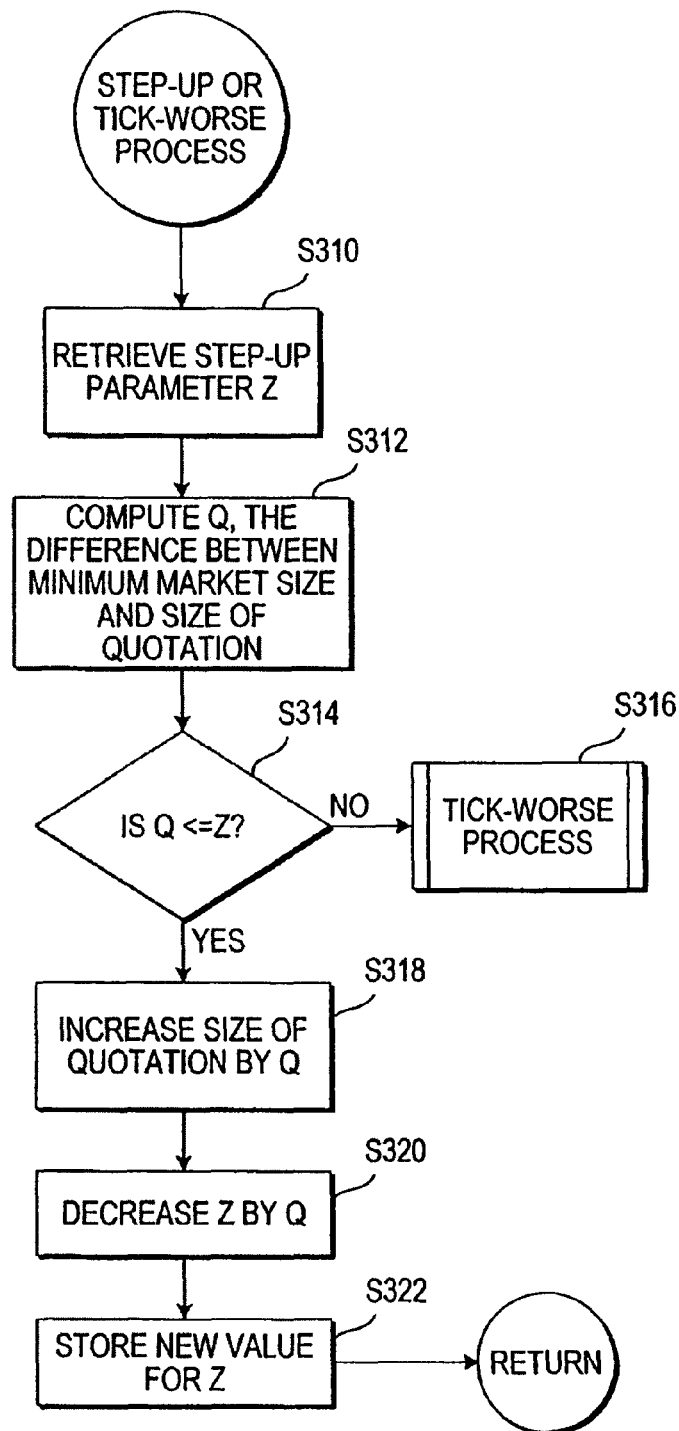 STEP-UP OR
TICK-WORSE
PROCESS
S310
RETRIEVE STEP-UP
PARAMETER Z
S312
COMPUTE Q, THE
DIFFERENCE BETWEEN
MINIMUM MARKET SIZE
AND SIZE OF
QUOTATION
S314
IS Q <=Z?
NO
S316
TICK-WORSE
PROCESS
YES
S318
INCREASE SIZE OF
QUOTATION BY Q
S320
DECREASE Z BY Q
S322
STORE NEW VALUE
FOR Z
RETURN